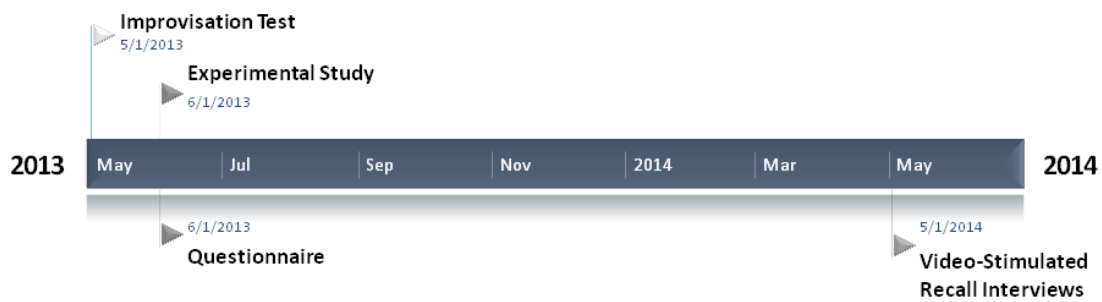 Improvisation Test
5/1/2013
Experimental Study
6/1/2013
2013 May Jul Sep Nov 2014 Mar May 2014
6/1/2013
Questionnaire
5/1/2014
Video-Stimulated
Recall Interviews